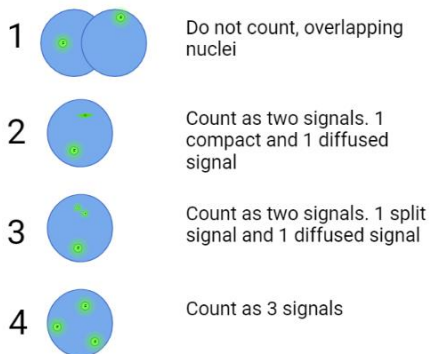 1
Do not count, overlapping
nuclei
2
Count as two signals. 1
compact and 1 diffused
signal
3
Count as two signals. 1 split
signal and 1 diffused signal
4
Count as 3 signals